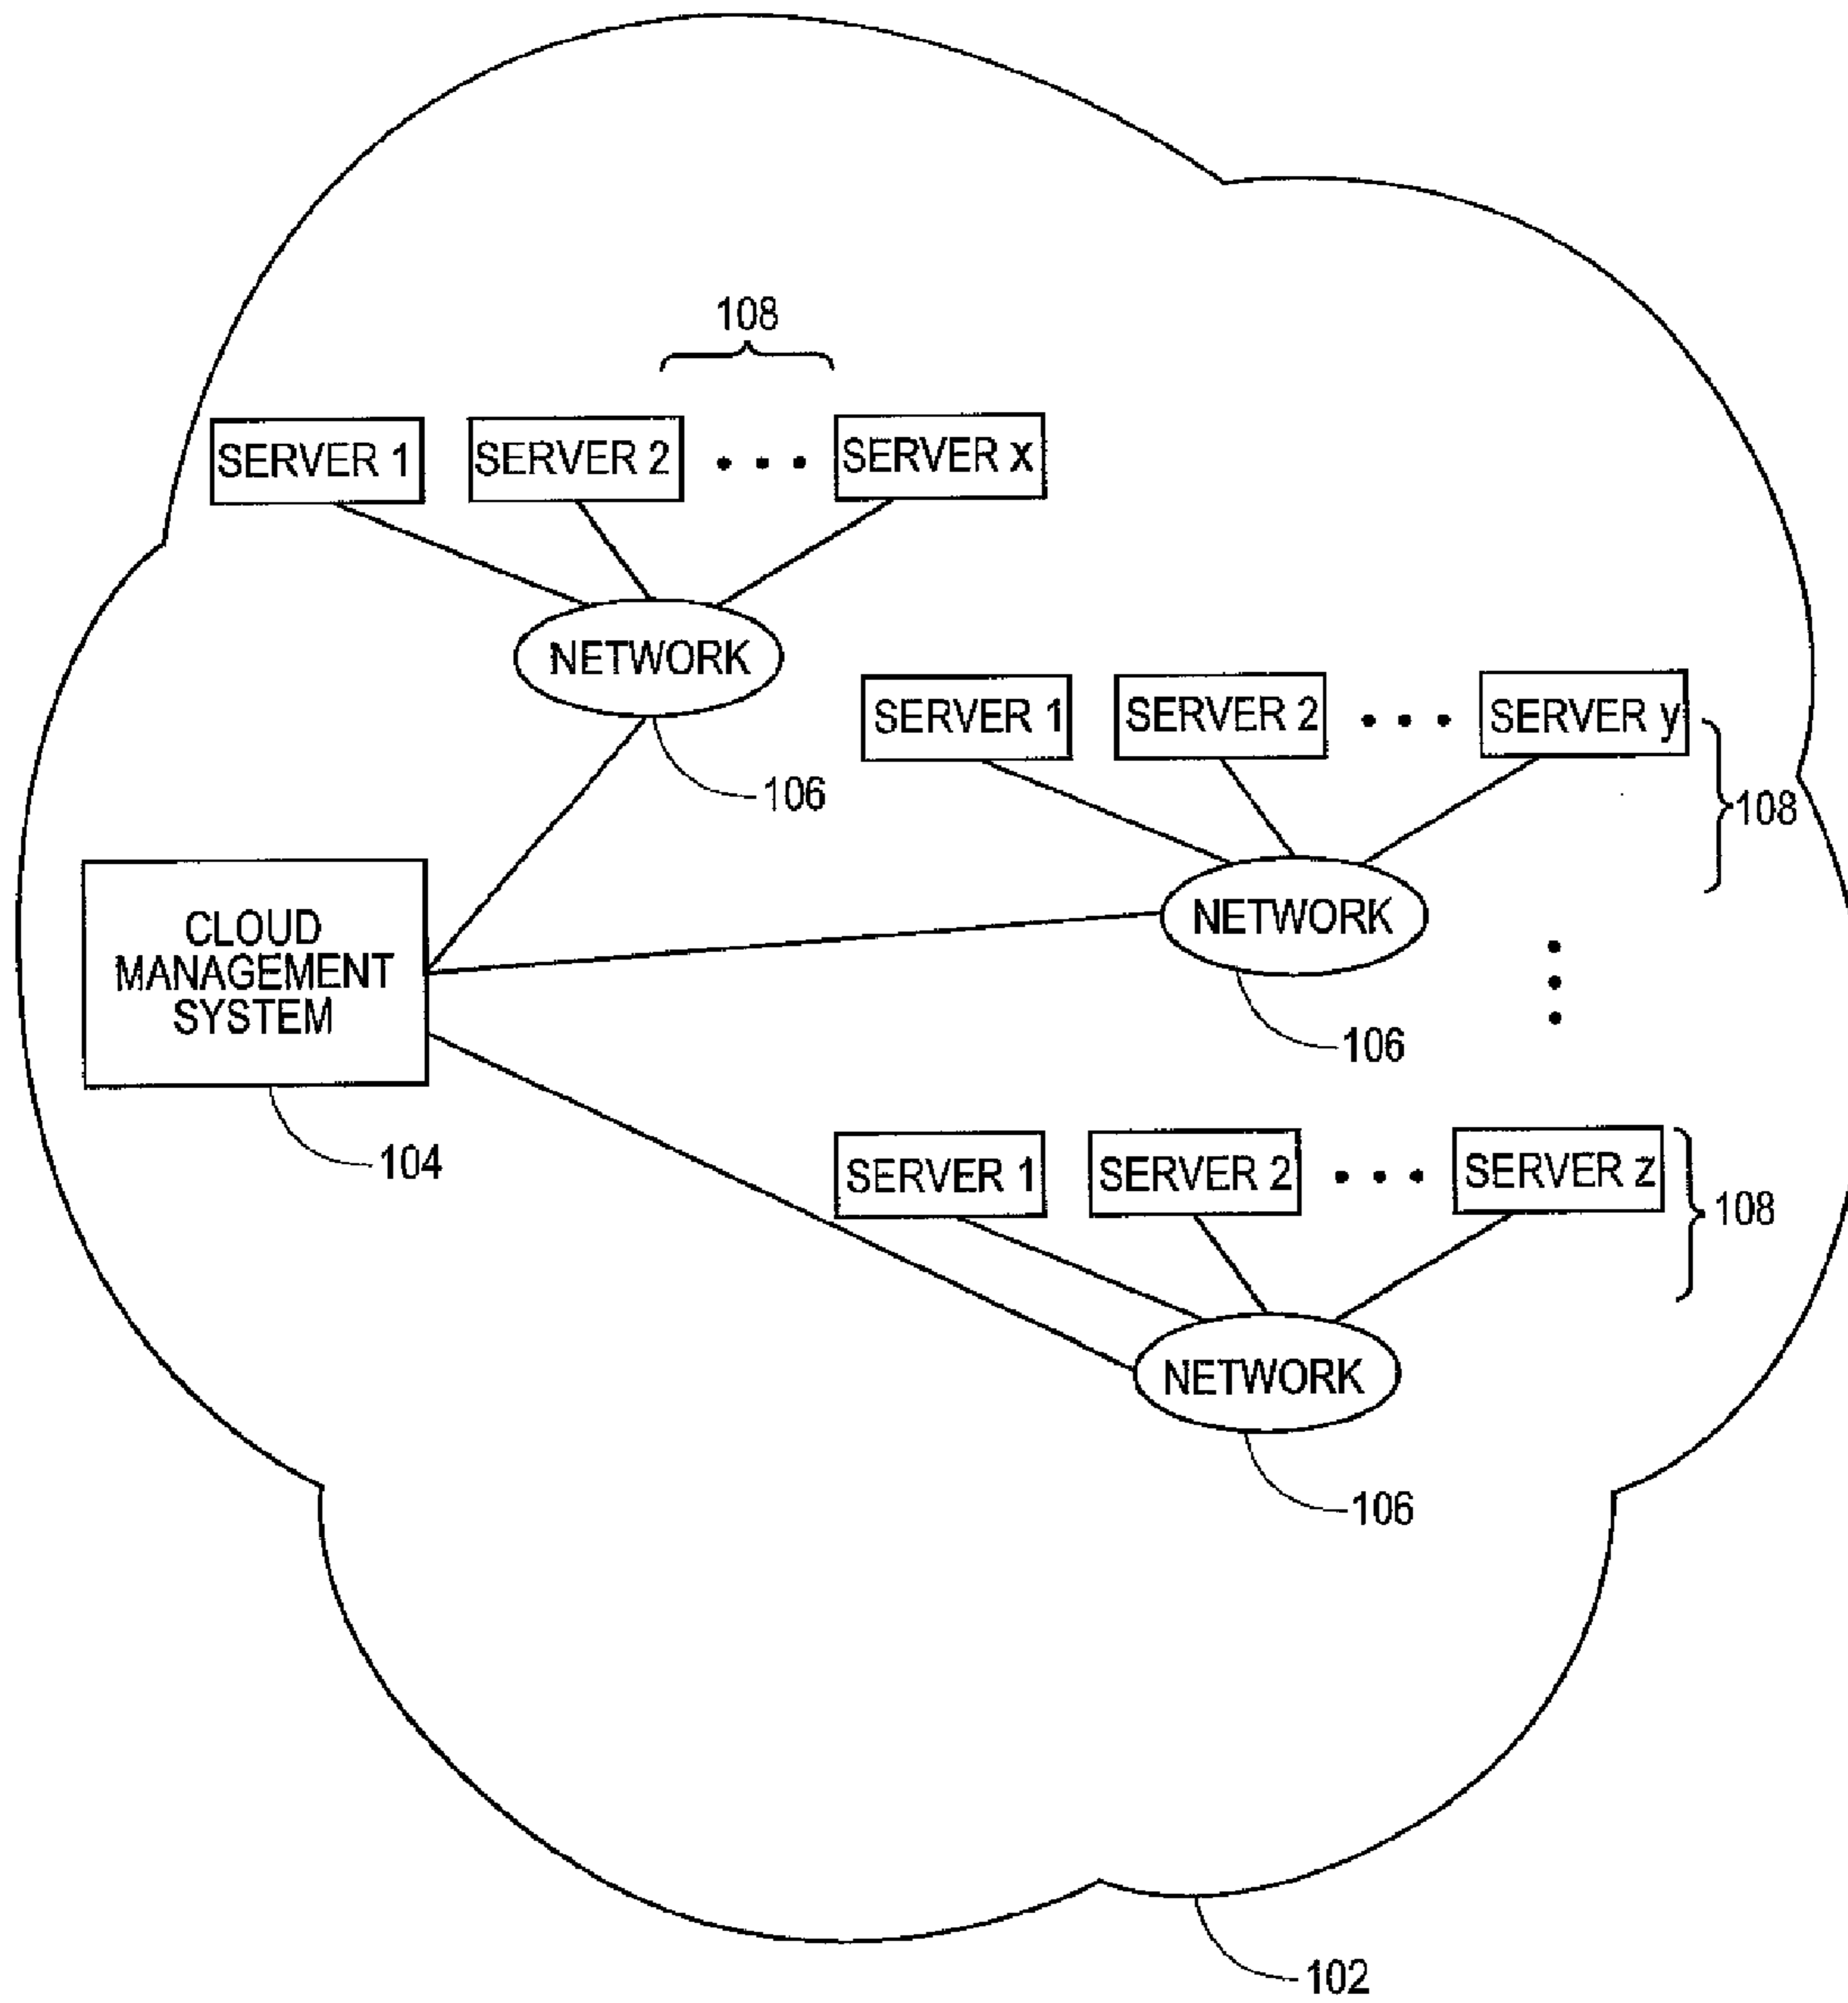 108
SERVER 1
SERVER 2
SERVER x
NETWORK
106
SERVER 1
SERVER 2
SERVER y
108
NETWORK
106
CLOUD
MANAGEMENT
SYSTEM
104
SERVER 1
SERVER 2
SERVER z
108
NETWORK
106
102